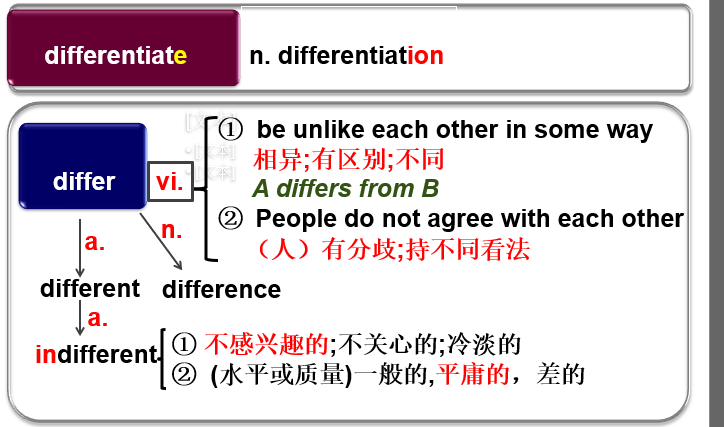 differentiate
n. differentiation
① be unlike each other in some way
相异;有区别;不同
differ
vi.
A differs from B
② People do not agree with each other
（人）有分歧;持不同看法
a.
n.
different
difference
a.
indifferent
① 不感兴趣的;不关心的;冷淡的
② (水平或质量)一般的,平庸的，差的